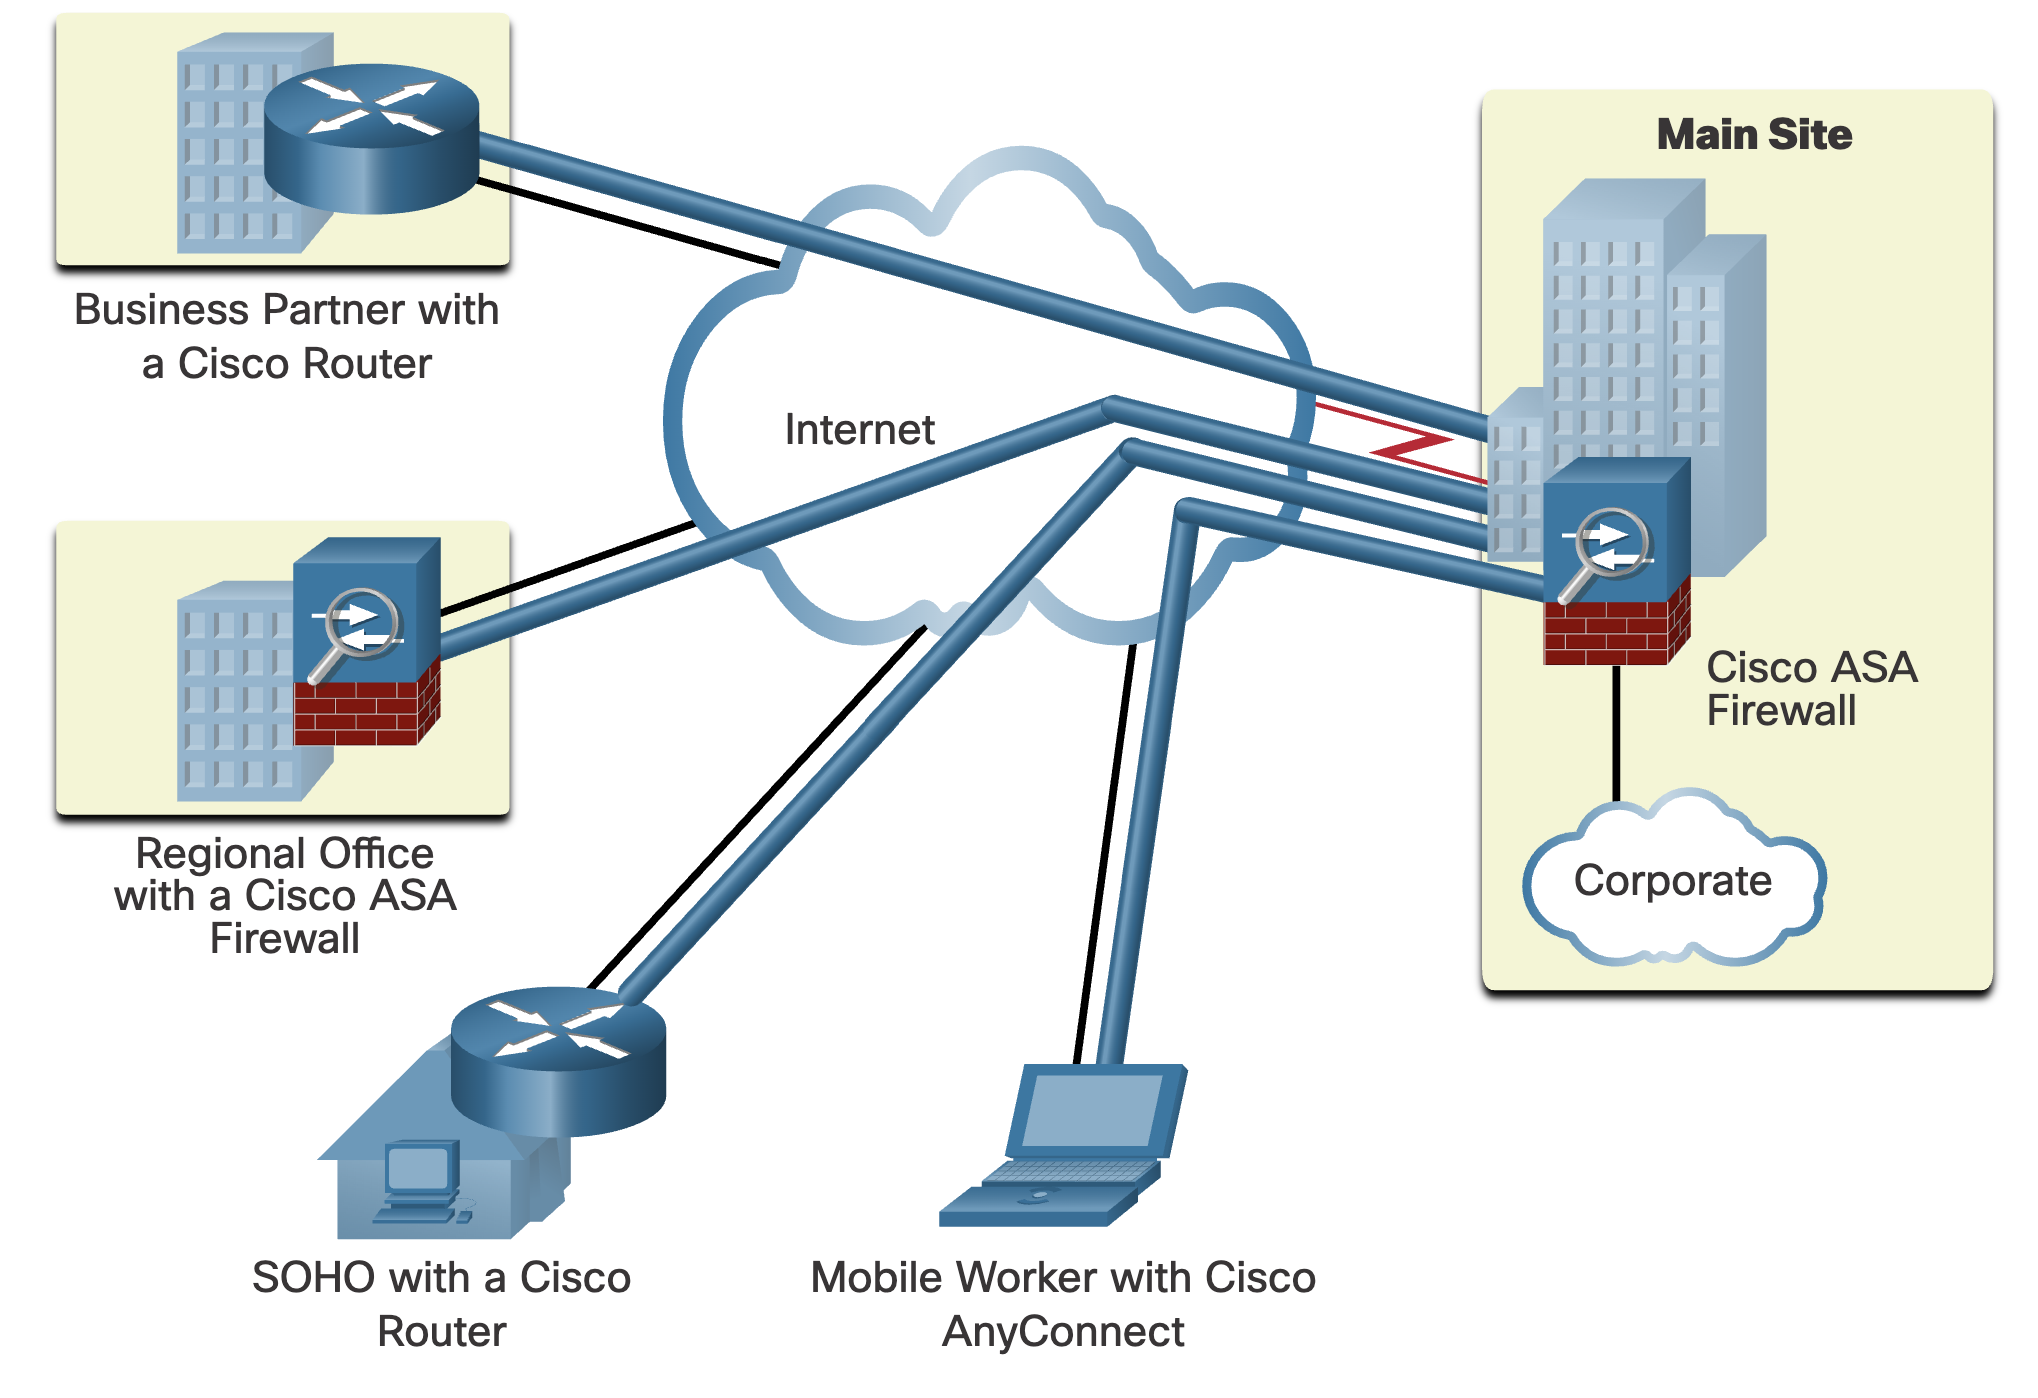 Main Site
Business Partner with
a Cisco Router
Internet
Cisco ASA
Firewall
Regional Office
with a Cisco ASA
Firewall
Corporate
SOHO with a Cisco
Router
Mobile Worker with Cisco
AnyConnect